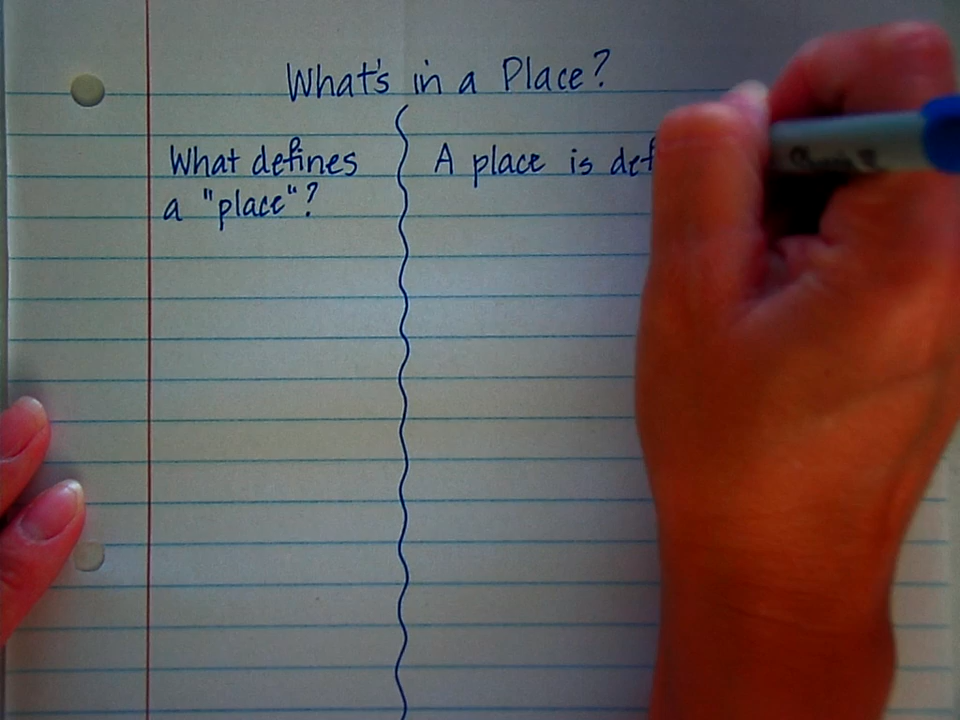 What's in a Place?
What defines
a "place"?
A place is def